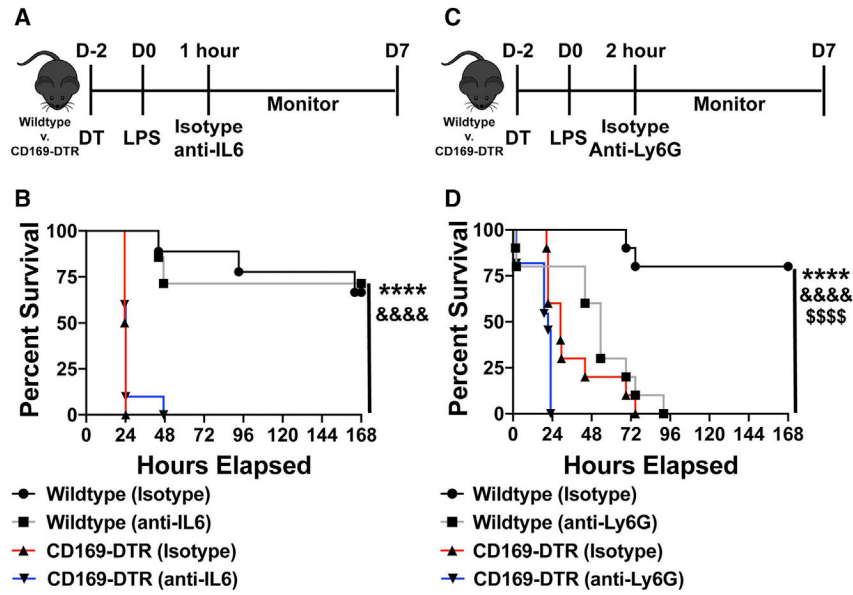 A
D-2 D0 1 hour D7
Wildtype
v.
CD169-DTR
DT LPS Isotype
anti-IL6
Monitor
C
D-2 D0 2 hour D7
Wildtype
v.
CD169-DTR
DT LPS Isotype
Anti-Ly6G
Monitor
B
Percent Survival
100
75
50
25
0
0 24 48 72 96 120 144 168
Hours Elapsed
****
&&&&
Wildtype (Isotype)
Wildtype (anti-IL6)
CD169-DTR (Isotype)
CD169-DTR (anti-IL6)
D
Percent Survival
100
75
50
25
0
0 24 48 72 96 120 144 168
Hours Elapsed
****
&&&&
$$$$
Wildtype (Isotype)
Wildtype (anti-Ly6G)
CD169-DTR (Isotype)
CD169-DTR (anti-Ly6G)